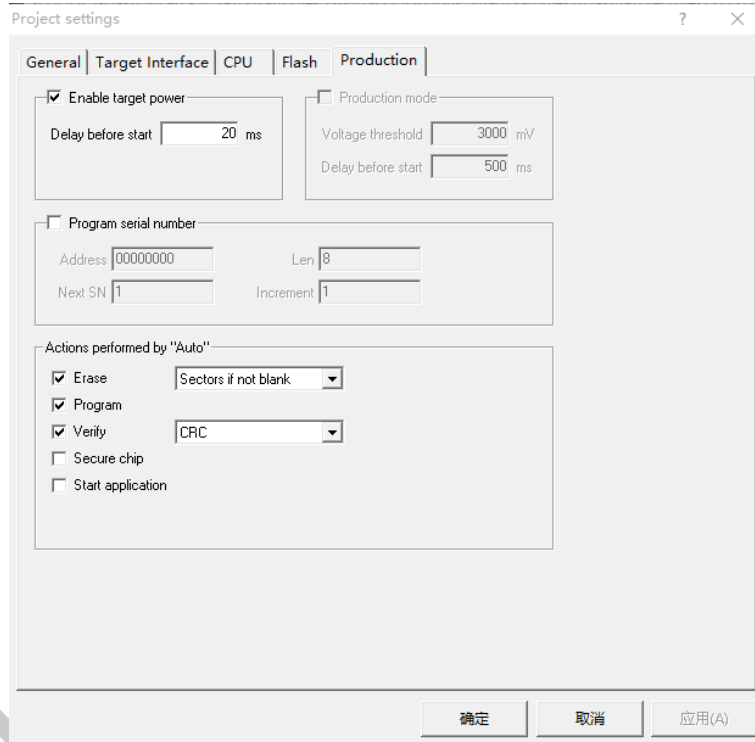 Project settings ? ×
General Target Interface CPU Flash Production
Enable target power
Delay before start 20 ms
Production mode
Voltage threshold 3000 mV
Delay before start 500 ms
Program serial number
Address 00000000 Len 8
Next SN 1 Increment 1
Actions performed by "Auto"
Erase Sectors if not blank
Program
Verify CRC
Secure chip
Start application
确定 取消 应用(A)